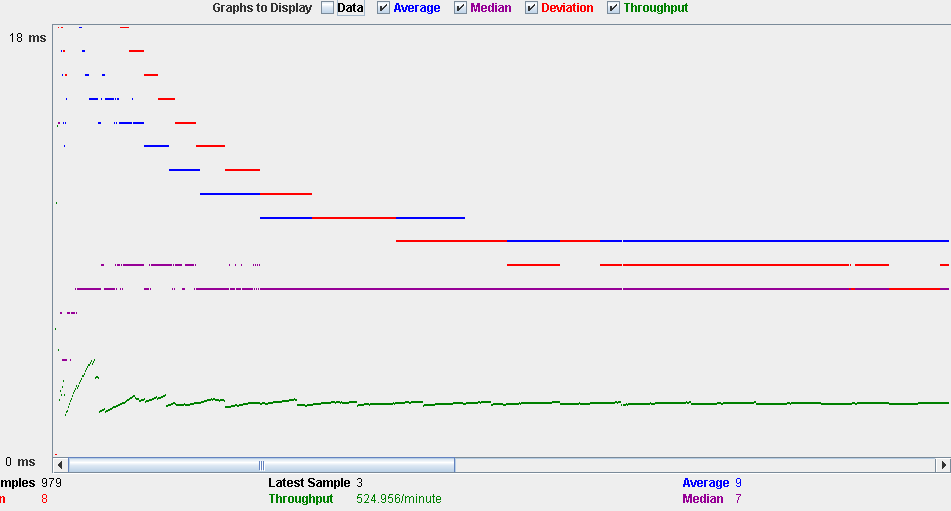 Graphs to Display Data Average Median Deviation Throughput
18 ms
0 ms
mples 979 Latest Sample 3 Average 9
n 8 Throughput 524.956/minute Median 7